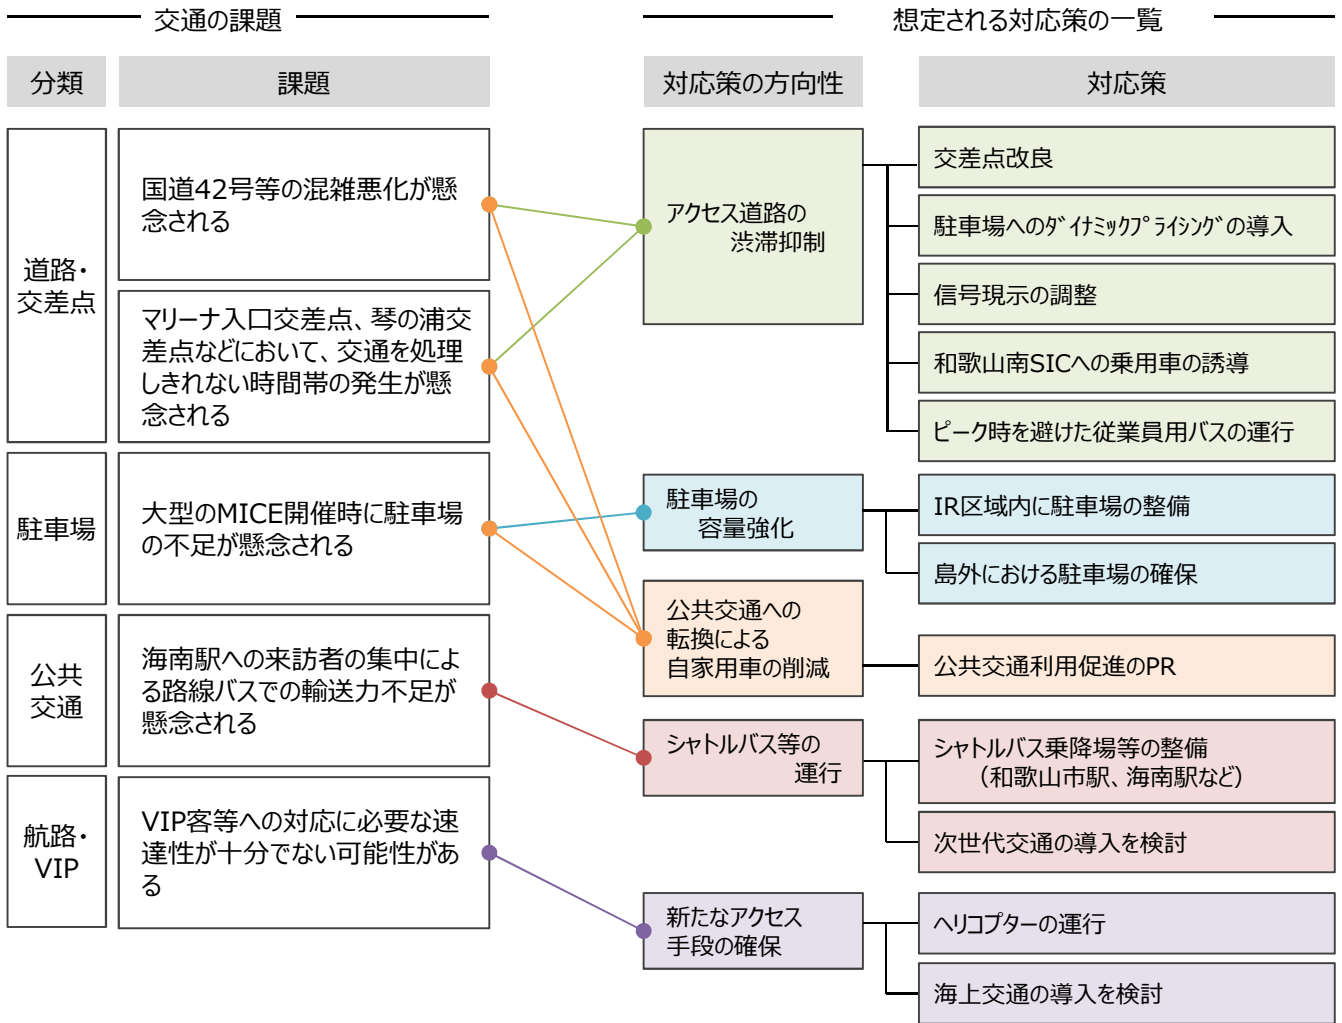 交通の課題
想定される対応策の一覧
分類
課題
対応策の方向性
対応策
道路・
交差点
国道42号等の混雑悪化が懸
念される
マリーナ入口交差点、琴の浦交
差点などにおいて、交通を処理
しきれない時間帯の発生が懸
念される
駐車場
大型のMICE開催時に駐車場
の不足が懸念される
公共
交通
海南駅への来訪者の集中によ
る路線バスでの輸送力不足が
懸念される
航路・
VIP
VIP客等への対応に必要な速
達性が十分でない可能性があ
る
アクセス道路の
渋滞抑制
交差点改良
駐車場へのダイナミックプライシングの導入
信号現示の調整
和歌山南SICへの乗用車の誘導
ピーク時を避けた従業員用バスの運行
駐車場の
容量強化
IR区域内に駐車場の整備
島外における駐車場の確保
公共交通への
転換による
自家用車の削減
公共交通利用促進のPR
シャトルバス等の
運行
シャトルバス乗降場等の整備
（和歌山市駅、海南駅など）
次世代交通の導入を検討
新たなアクセス
手段の確保
ヘリコプターの運行
海上交通の導入を検討